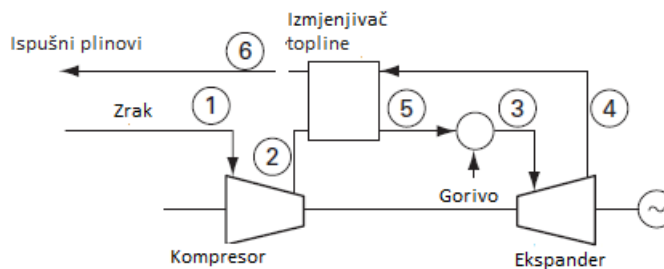 Izmjenjivač
topline
Ispušni plinovi
6
Zrak
1
5
3
4
2
Gorivo
~
Kompresor
Ekspander